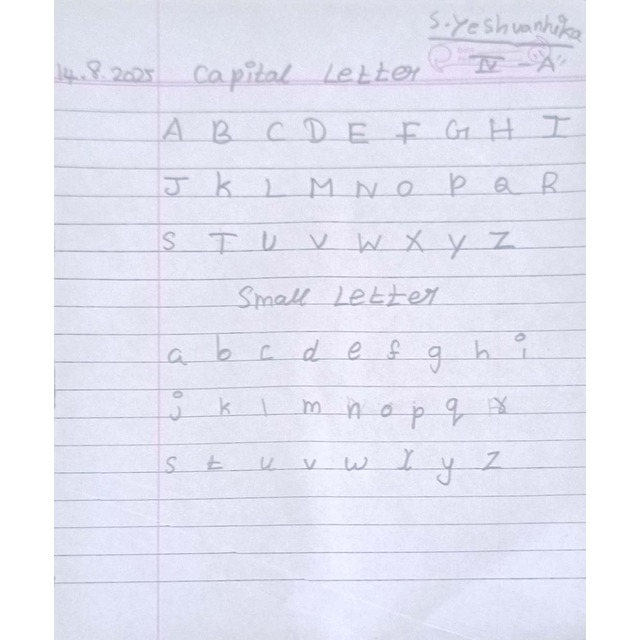 S. Yeshvanhika
14.8.2025 Capital Letter IV - A"
A B C D E F G H I
J K L M N O P Q R
S T U V W X Y Z
Small Letter
a b c d e f g h i
j k l m n o p q r
s t u v w x y z